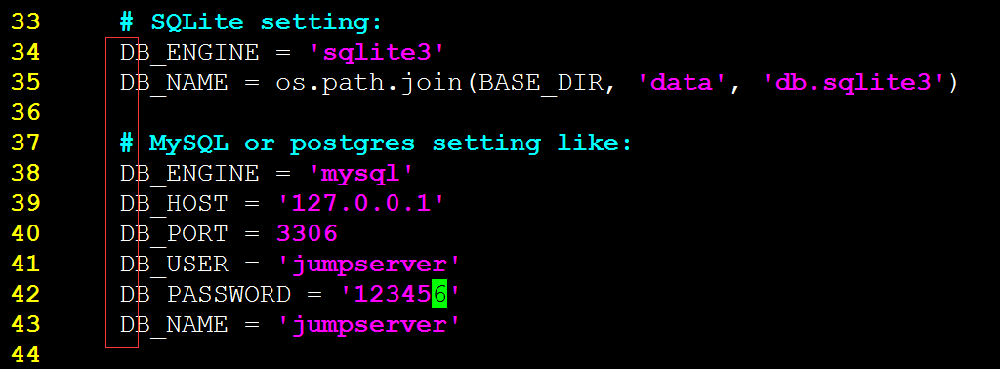 33 # SQLite setting:
34 DB_ENGINE = 'sqlite3'
35 DB_NAME = os.path.join(BASE_DIR, 'data', 'db.sqlite3')
36
37 # MySQL or postgres setting like:
38 DB_ENGINE = 'mysql'
39 DB_HOST = '127.0.0.1'
40 DB_PORT = 3306
41 DB_USER = 'jumpserver'
42 DB_PASSWORD = '123456'
43 DB_NAME = 'jumpserver'
44